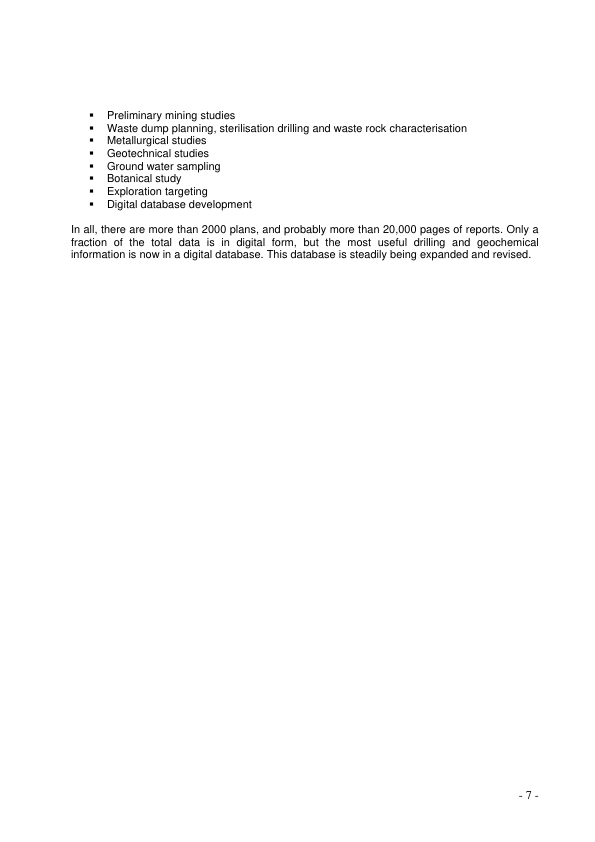 ▪ Preliminary mining studies
▪ Waste dump planning, sterilisation drilling and waste rock characterisation
▪ Metallurgical studies
▪ Geotechnical studies
▪ Ground water sampling
▪ Botanical study
▪ Exploration targeting
▪ Digital database development
In all, there are more than 2000 plans, and probably more than 20,000 pages of reports. Only a
fraction of the total data is in digital form, but the most useful drilling and geochemical
information is now in a digital database. This database is steadily being expanded and revised.
- 7 -